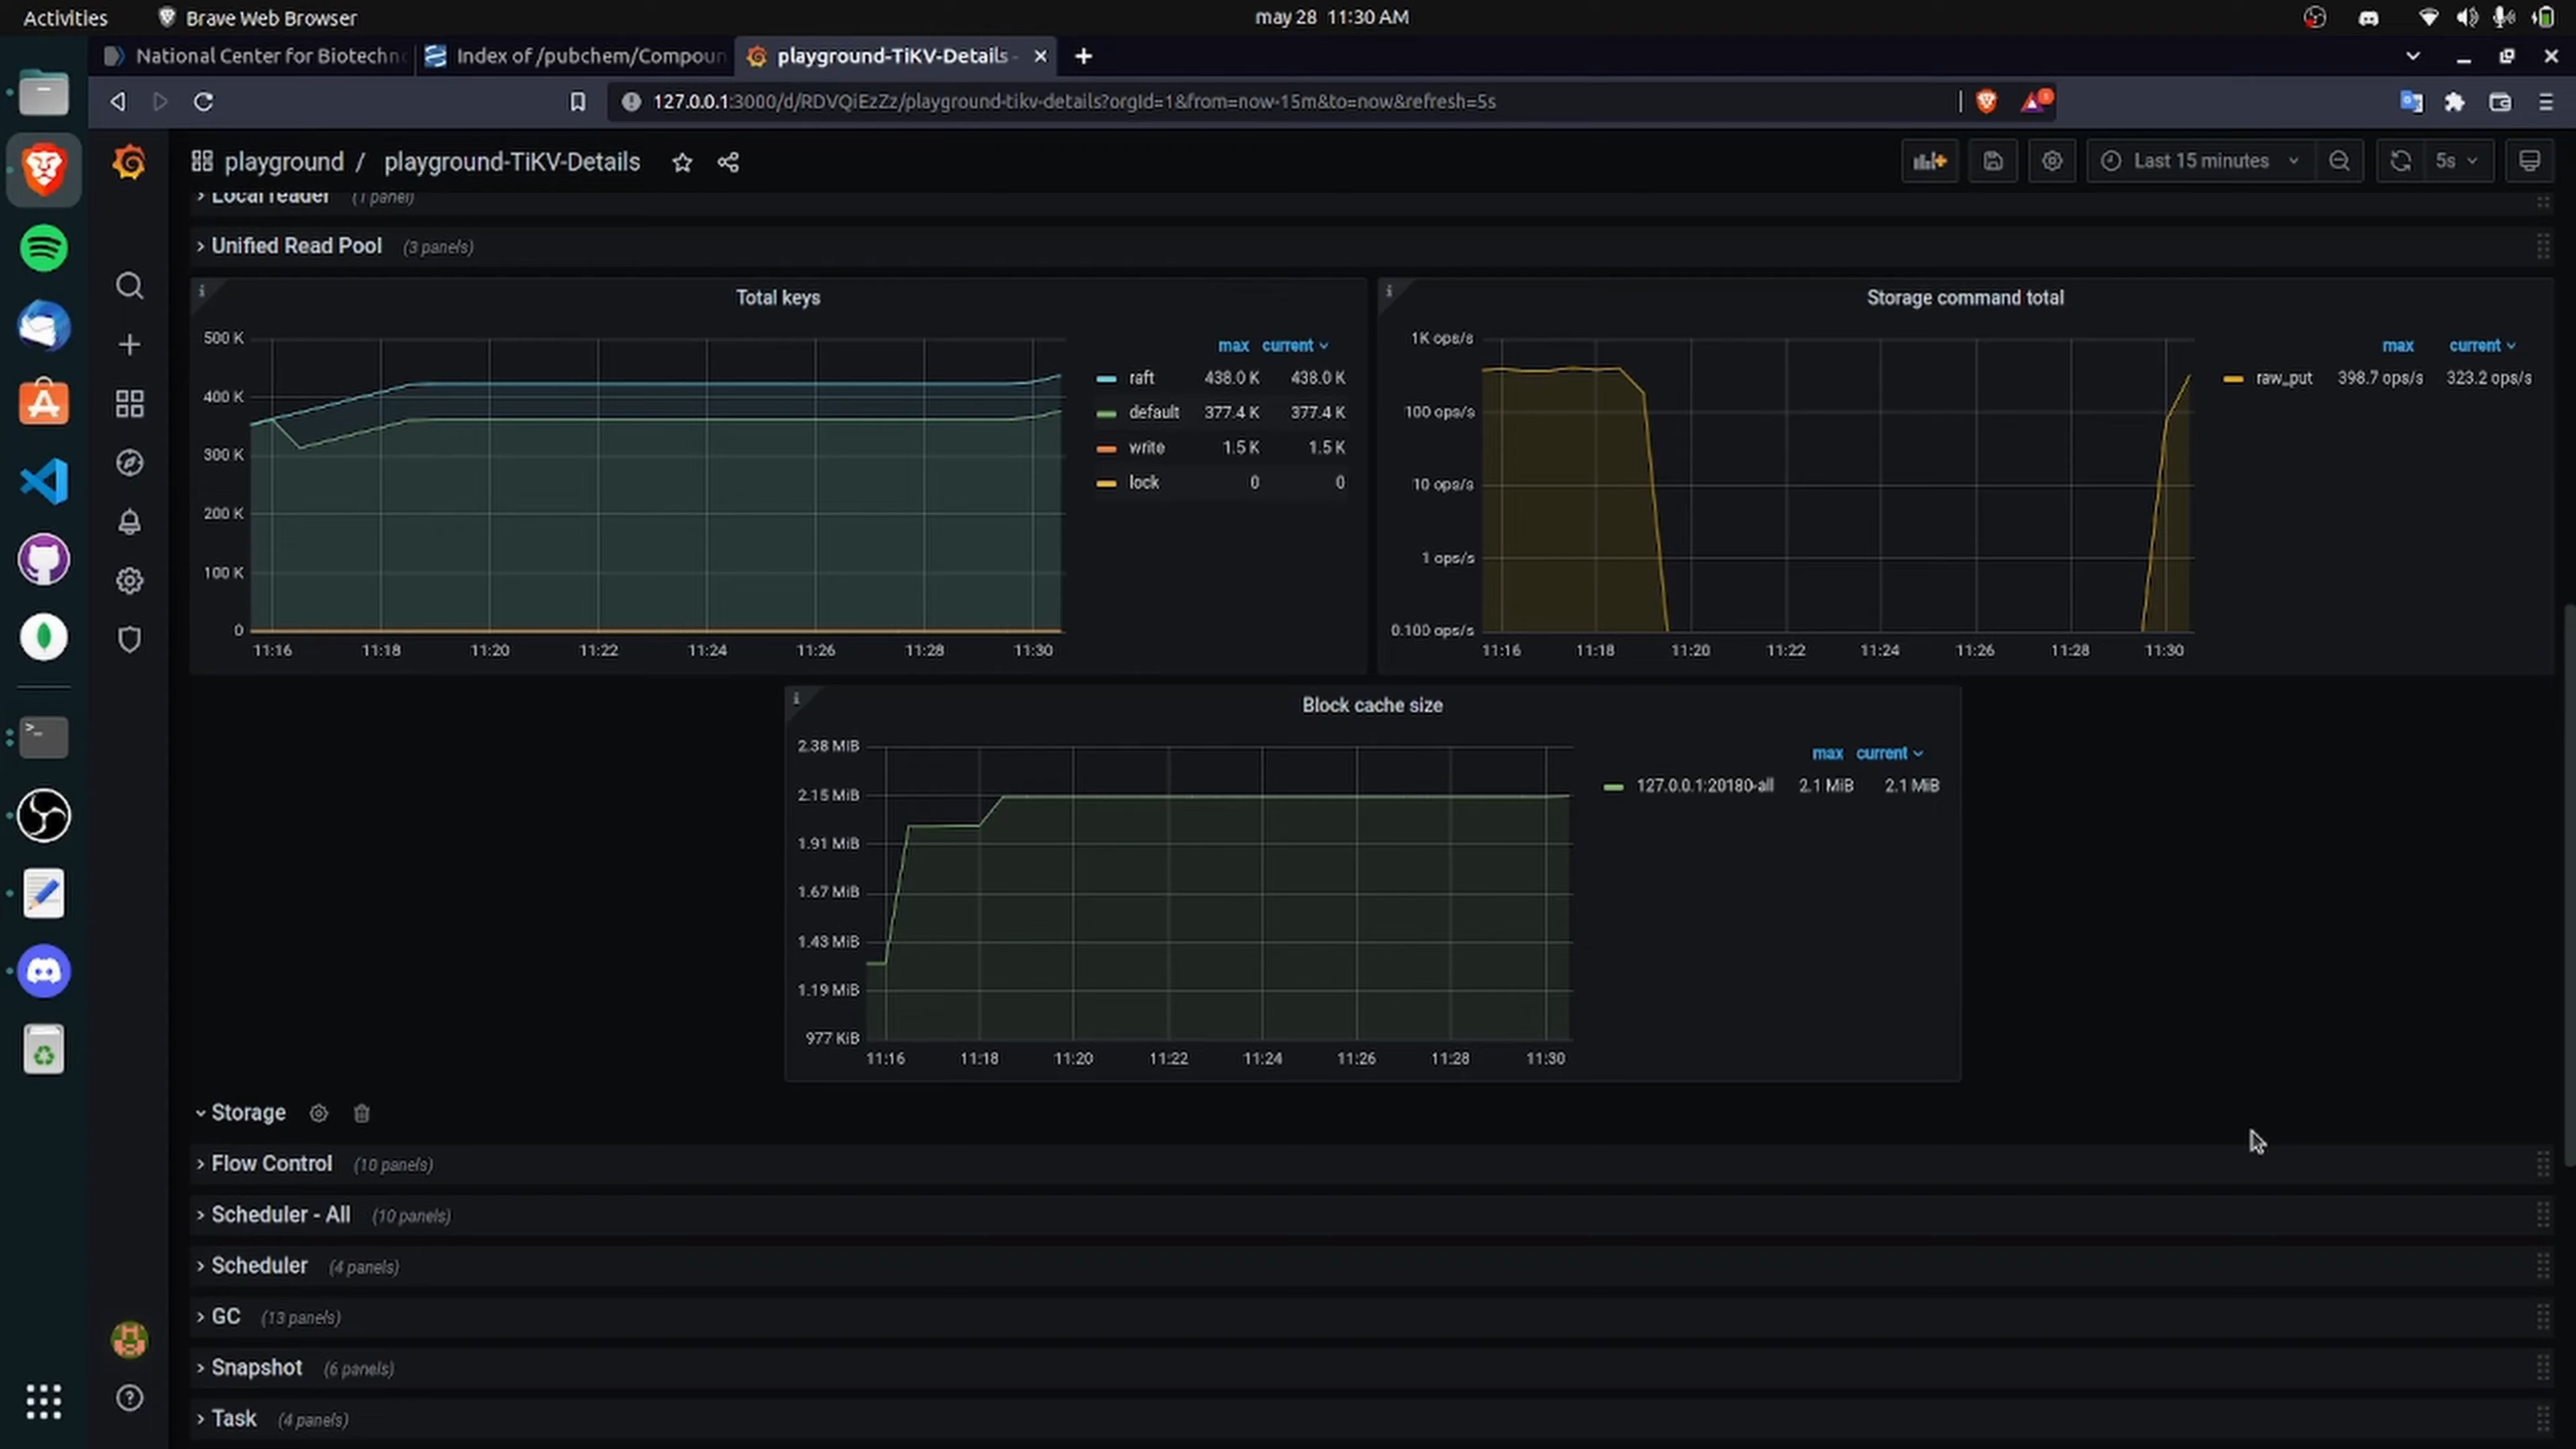 Activities Brave Web Browser may 28 11:30 AM
National Center for Biotechn Index of /pubchem/Compoun playground-TiKV-Details -
127.0.0.1:3000/d/RDVQiEzZz/playground-tikv-details?orgId=1&from=now-15m&to=now&refresh=5s
playground / playground-TiKV-Details Last 15 minutes 5s
Local reader (1 panel)
Unified Read Pool (3 panels)
Total keys
500 K
400 K
300 K
200 K
100 K
0
11:16 11:18 11:20 11:22 11:24 11:26 11:28 11:30
max current
raft 438.0 K 438.0 K
default 377.4 K 377.4 K
write 1.5 K 1.5 K
lock 0 0
Storage command total
1K ops/s
100 ops/s
10 ops/s
1 ops/s
0.100 ops/s
11:16 11:18 11:20 11:22 11:24 11:26 11:28 11:30
max current
raw_put 398.7 ops/s 323.2 ops/s
Block cache size
2.38 MiB
2.15 MiB
1.91 MiB
1.67 MiB
1.43 MiB
1.19 MiB
977 KiB
11:16 11:18 11:20 11:22 11:24 11:26 11:28 11:30
max current
127.0.0.1:20180-all 2.1 MiB 2.1 MiB
Storage
Flow Control (10 panels)
Scheduler - All (10 panels)
Scheduler (4 panels)
GC (13 panels)
Snapshot (6 panels)
Task (4 panels)